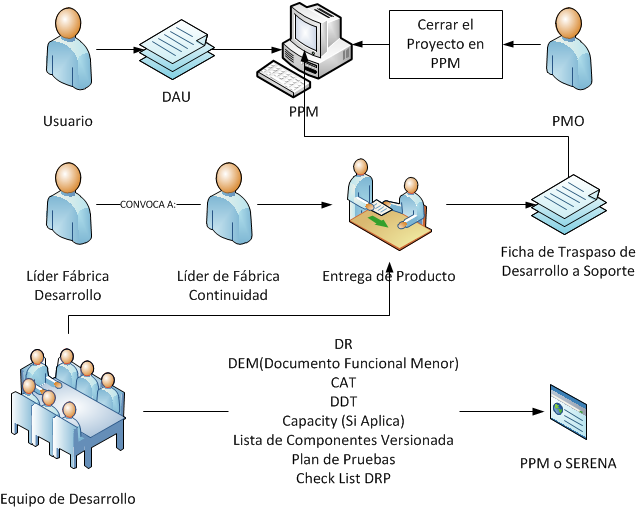 Cerrar el
Proyecto en
PPM
DAU
PPM
Usuario
PMO
CONVOCA A:
Líder Fábrica
Desarrollo
Líder de Fábrica
Continuidad
Entrega de Producto
Ficha de Traspaso de
Desarrollo a Soporte
DR
DEM(Documento Funcional Menor)
CAT
DDT
Capacity (Si Aplica)
Lista de Componentes Versionada
Plan de Pruebas
Check List DRP
PPM o SERENA
Equipo de Desarrollo